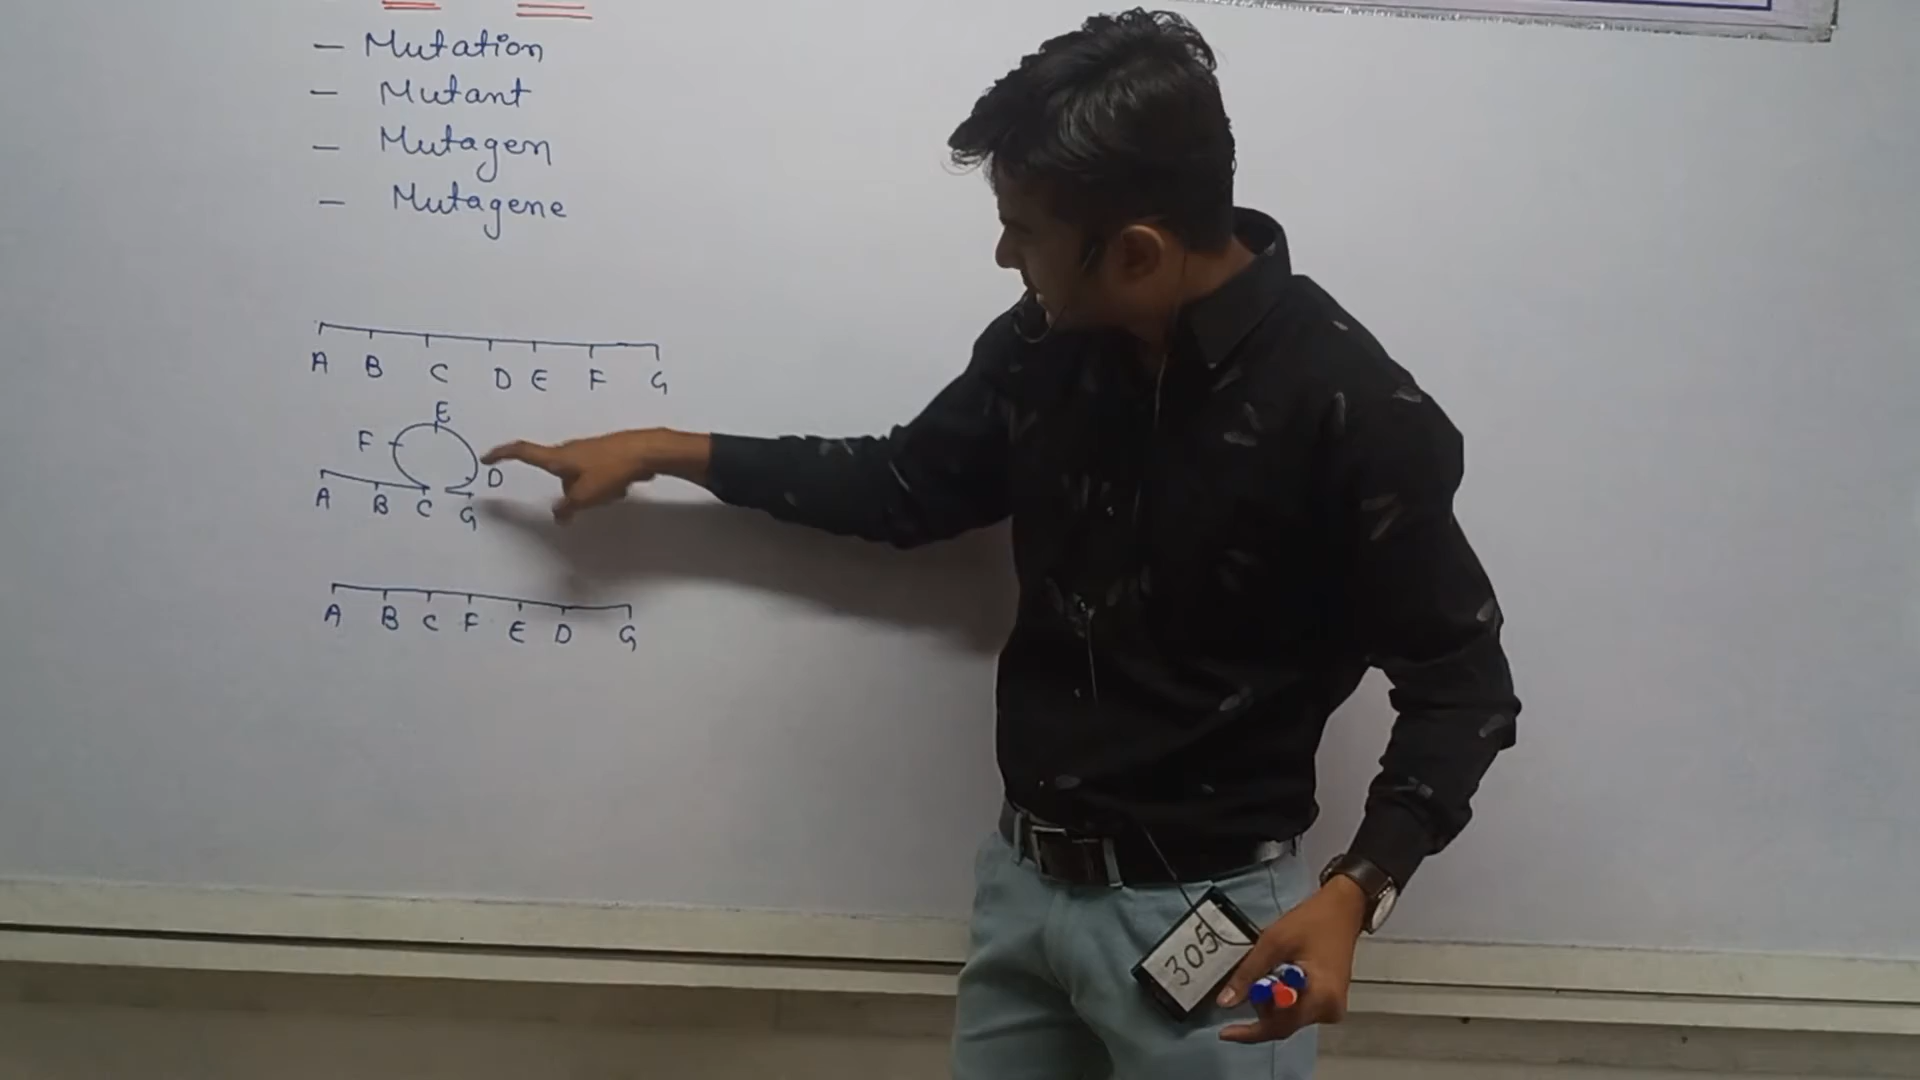 – Mutation
– Mutant
– Mutagen
– Mutagene
A B C D E F G
E
F
D
A B C G
A B C F E D G
305